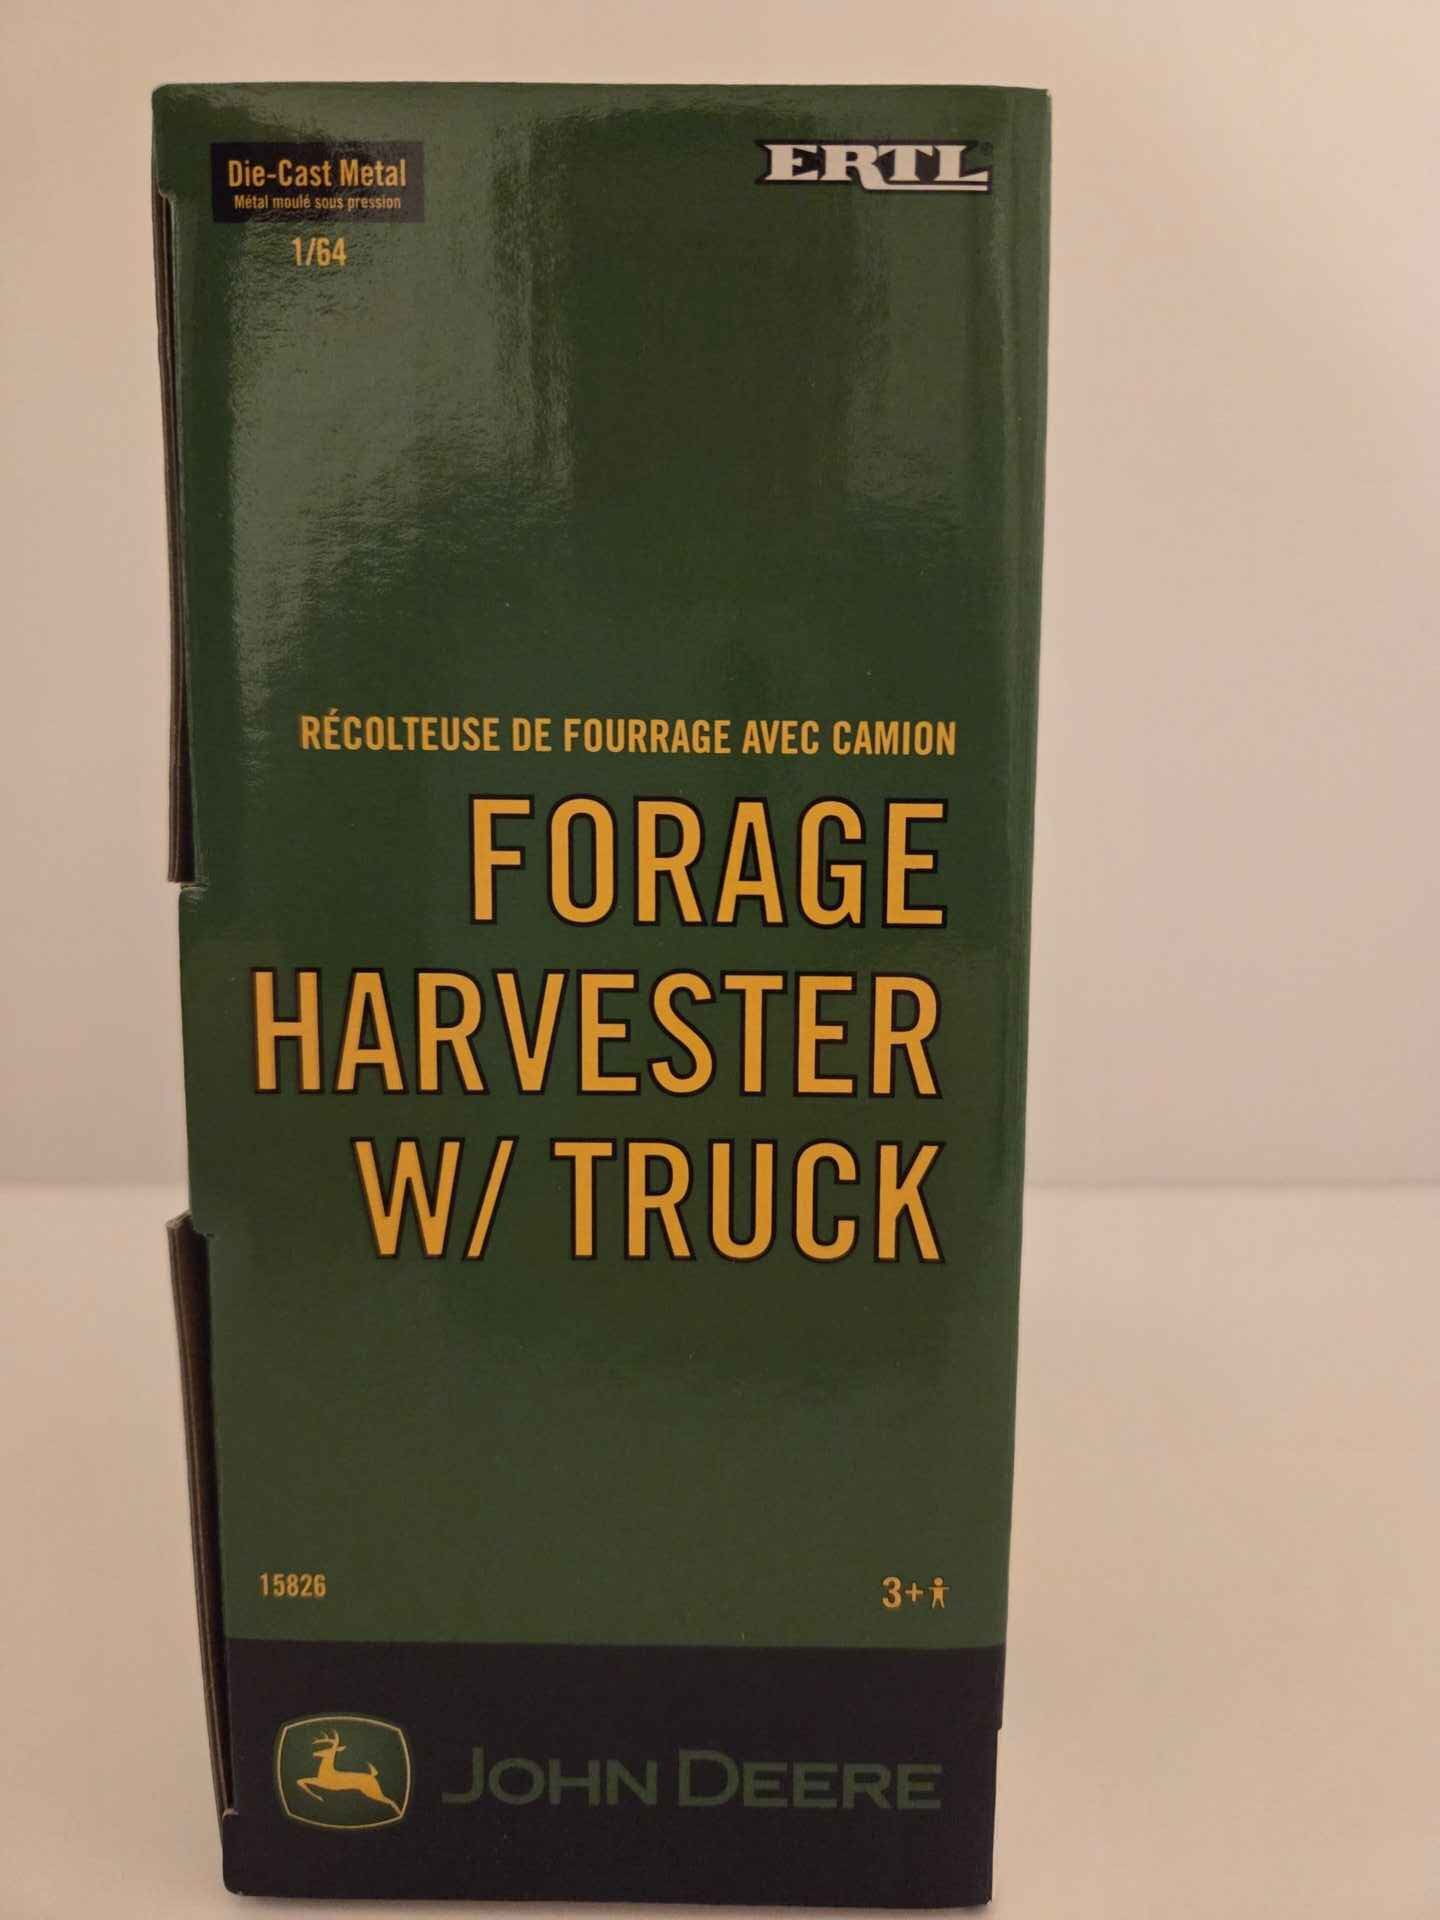 Die-Cast Metal
Métal moulé sous pression
1/64
ERTL®
RÉCOLTEUSE DE FOURRAGE AVEC CAMION
FORAGE
HARVESTER
W/ TRUCK
15826
3+
JOHN DEERE